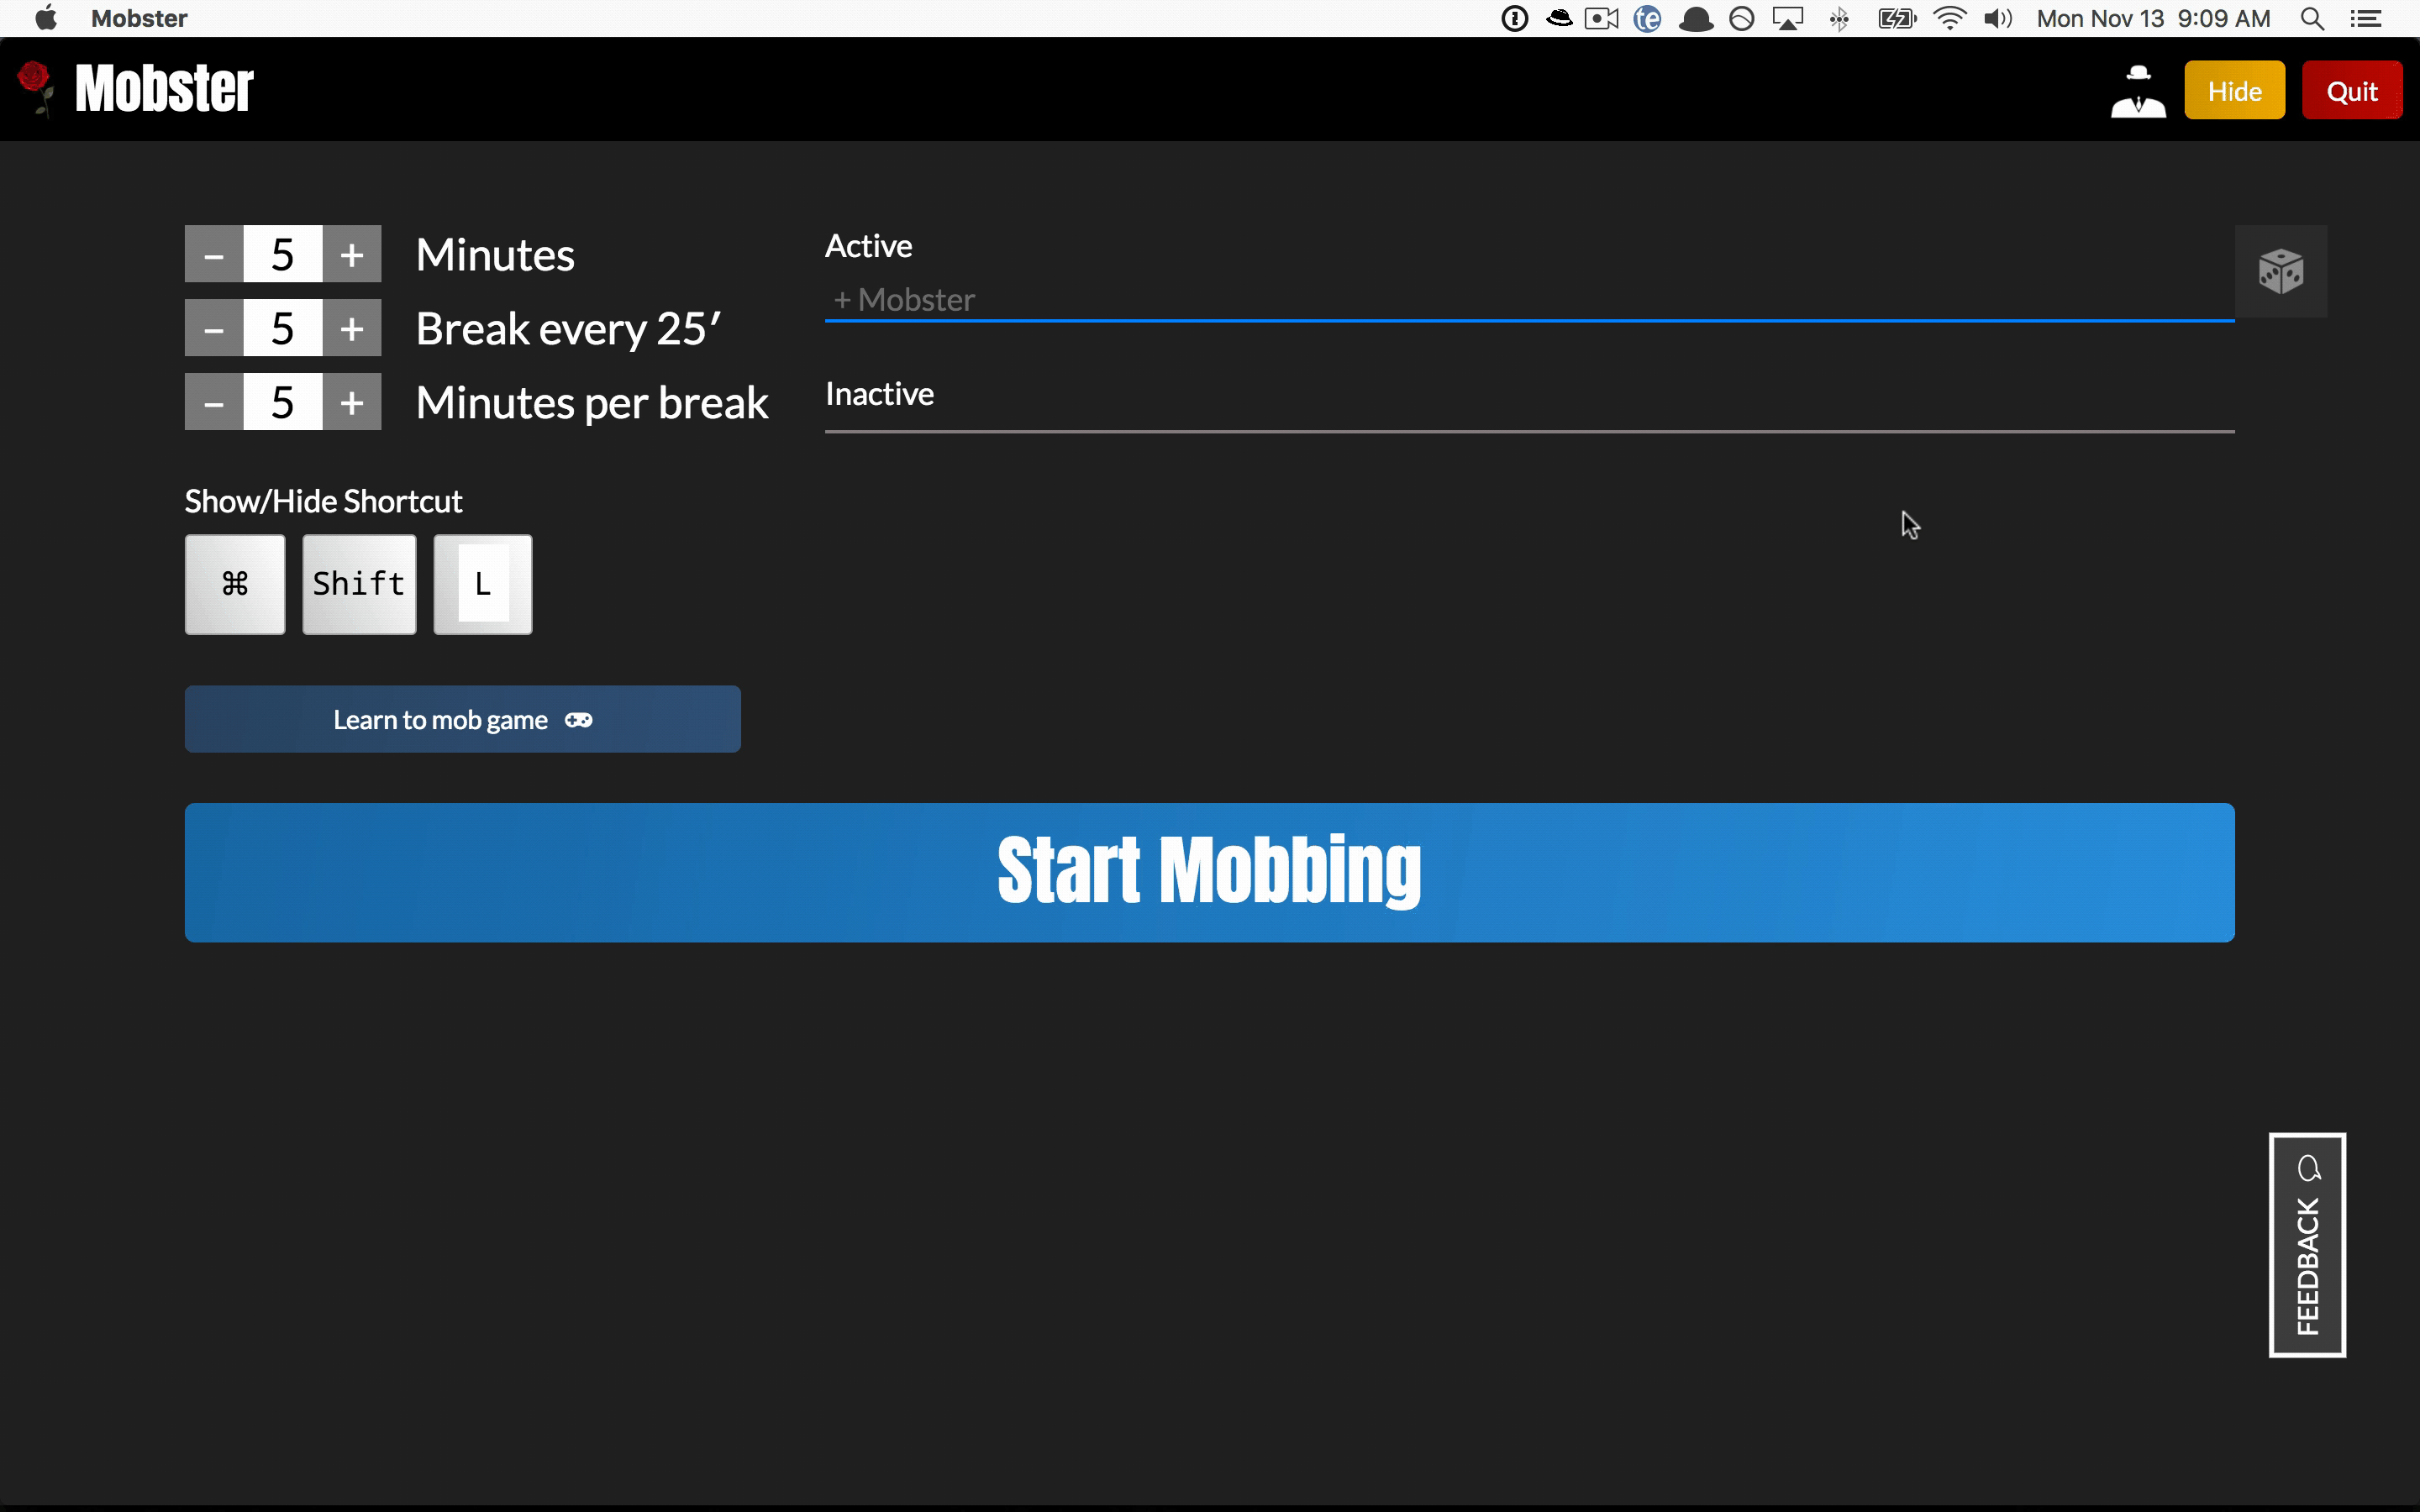 Mobster
te
Mon Nov 13 9:09 AM
Mobster
Hide
Quit
– 5 + Minutes
– 5 + Break every 25′
– 5 + Minutes per break
Active
+ Mobster
Inactive
Show/Hide Shortcut
⌘ Shift L
Learn to mob game
Start Mobbing
FEEDBACK